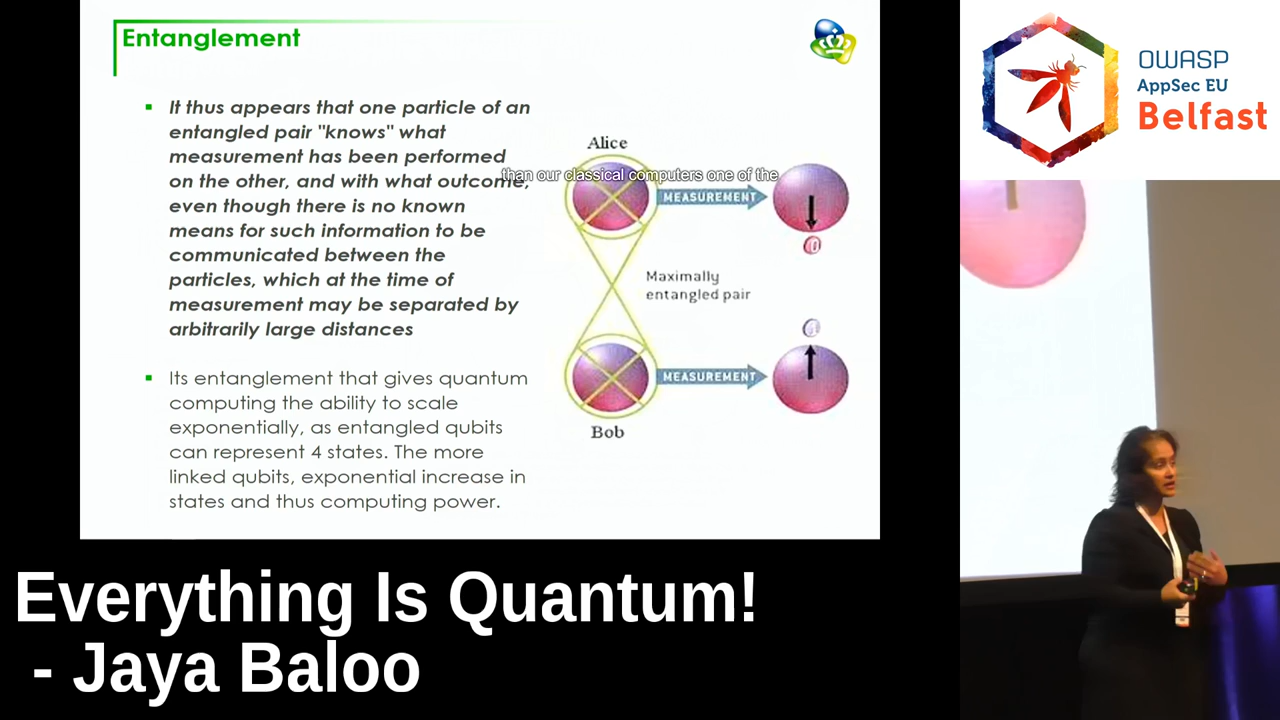 Entanglement
It thus appears that one particle of an
entangled pair "knows" what
measurement has been performed
on the other, and with what outcome,
even though there is no known
means for such information to be
communicated between the
particles, which at the time of
measurement may be separated by
arbitrarily large distances
Its entanglement that gives quantum
computing the ability to scale
exponentially, as entangled qubits
can represent 4 states. The more
linked qubits, exponential increase in
states and thus computing power.
Alice
than our classical computers one of the
MEASUREMENT
0
Maximally
entangled pair
MEASUREMENT
Bob
OWASP
AppSec EU
Belfast
Everything Is Quantum!
- Jaya Baloo